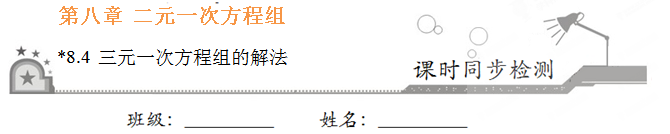 第八章 二元一次方程组
*8.4 三元一次方程组的解法
课时同步检测
班级：________ 姓名：________